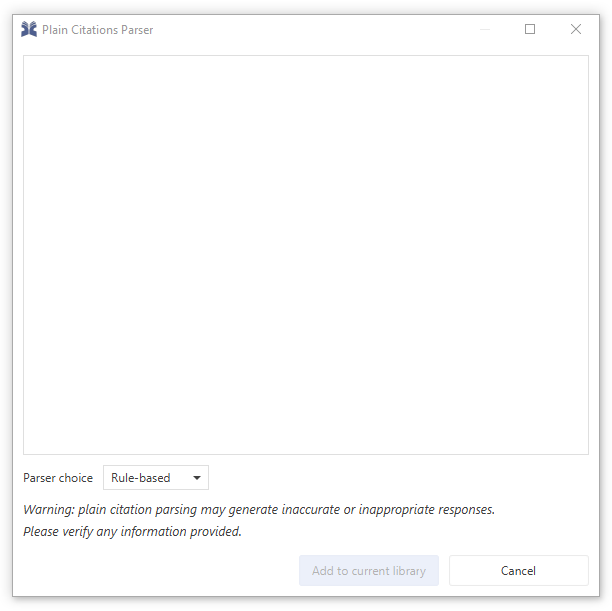 Plain Citations Parser
Parser choice Rule-based
Warning: plain citation parsing may generate inaccurate or inappropriate responses.
Please verify any information provided.
Add to current library Cancel